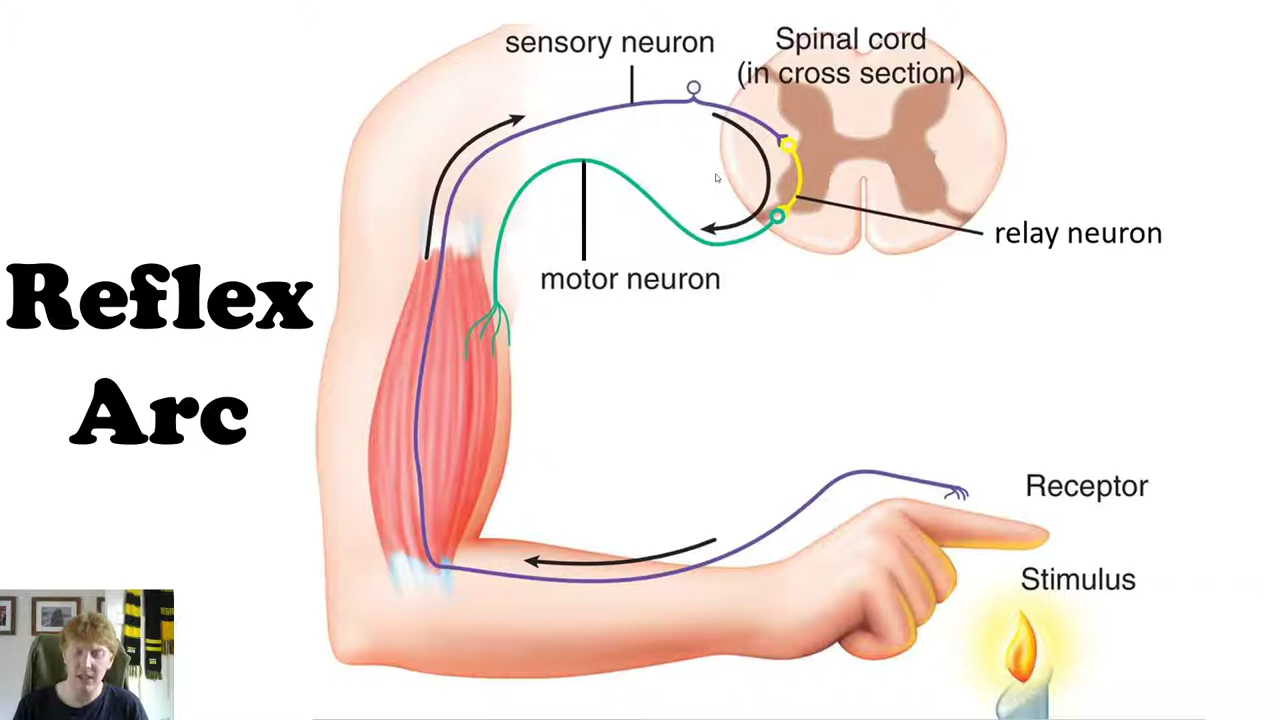 sensory neuron
Spinal cord
(in cross section)
relay neuron
motor neuron
Reflex
Arc
Receptor
Stimulus